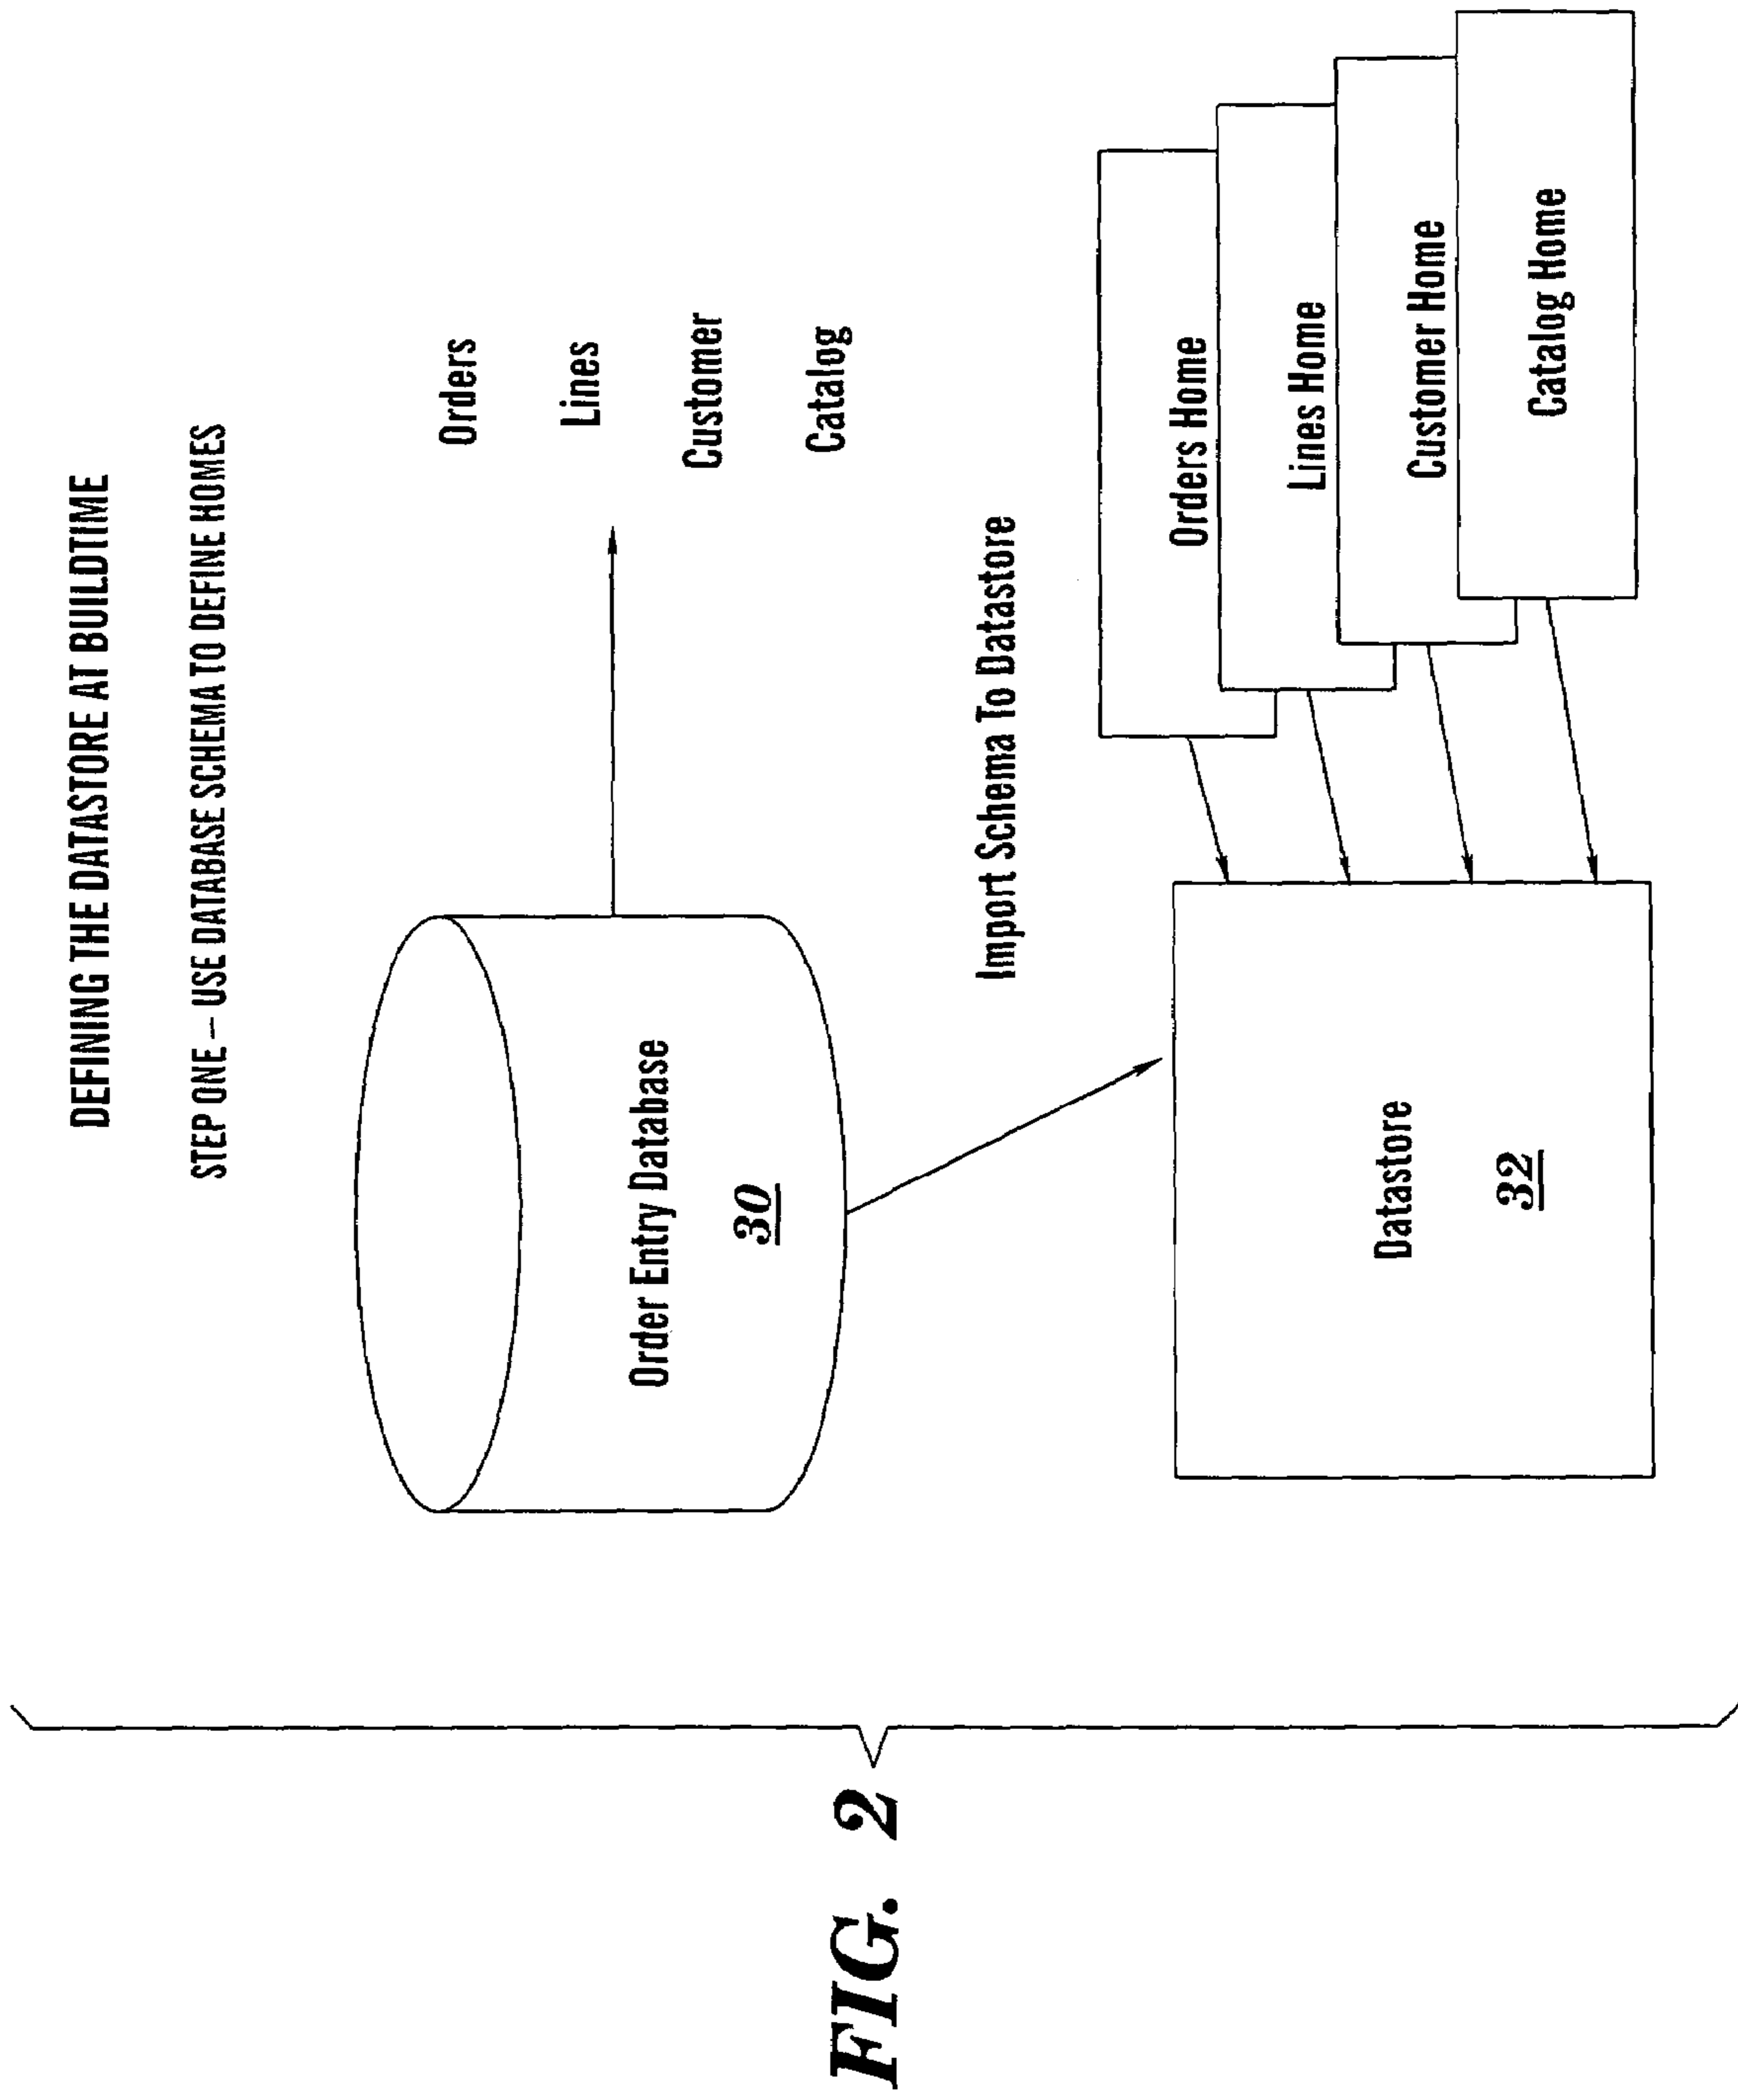 DEFINING THE DATASTORE AT BUILDTIME
STEP ONE – USE DATABASE SCHEMA TO DEFINE HOMES
Orders
Lines
Customer
Catalog
Order Entry Database
30
Import Schema To Datastore
Orders Home
Lines Home
Customer Home
Catalog Home
Datastore
32
FIG. 2